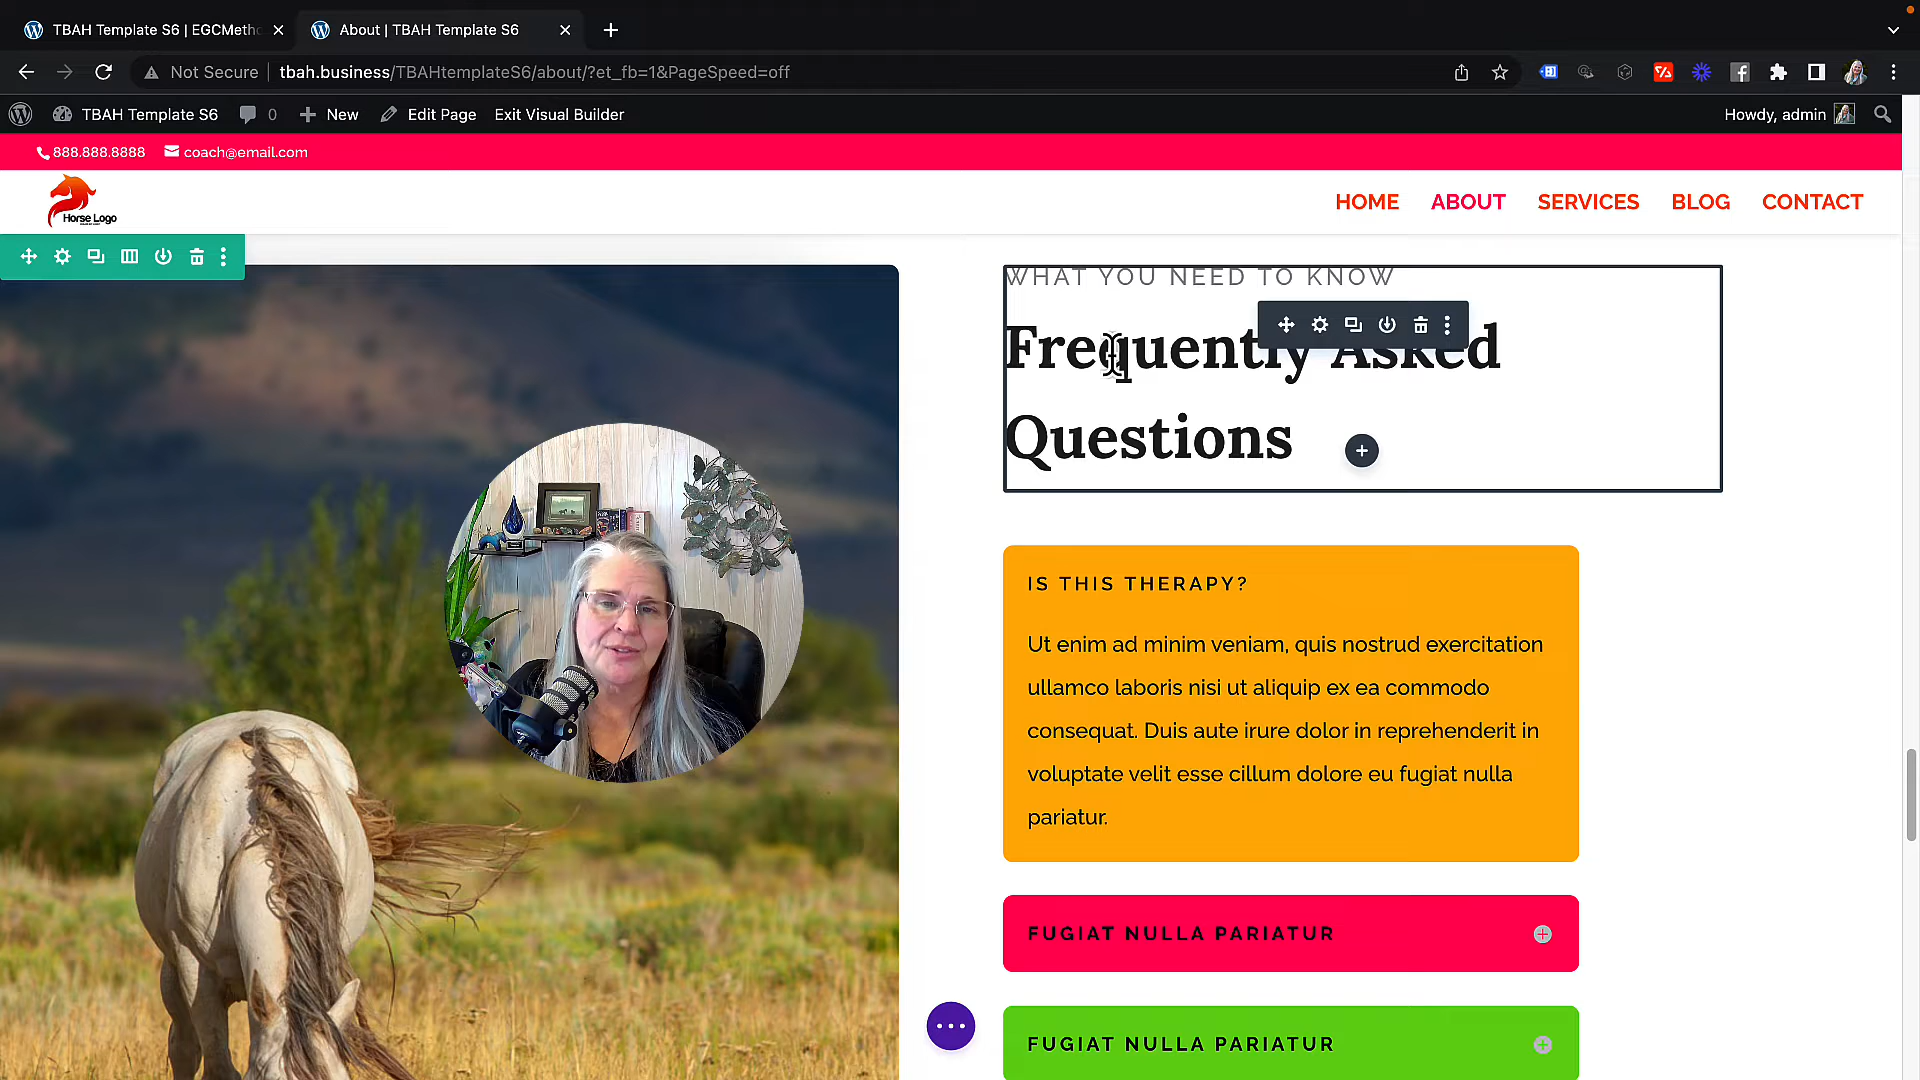 TBAH Template S6 | EGCMetho
About | TBAH Template S6
Not Secure
tbah.business/TBAHtemplateS6/about/?et_fb=1&PageSpeed=off
TBAH Template S6
0
New
Edit Page
Exit Visual Builder
Howdy, admin
888.888.8888
coach@email.com
Horse Logo
HOME
ABOUT
SERVICES
BLOG
CONTACT
WHAT YOU NEED TO KNOW
Frequently Asked
Questions
IS THIS THERAPY?
Ut enim ad minim veniam, quis nostrud exercitation
ullamco laboris nisi ut aliquip ex ea commodo
consequat. Duis aute irure dolor in reprehenderit in
voluptate velit esse cillum dolore eu fugiat nulla
pariatur.
FUGIAT NULLA PARIATUR
FUGIAT NULLA PARIATUR